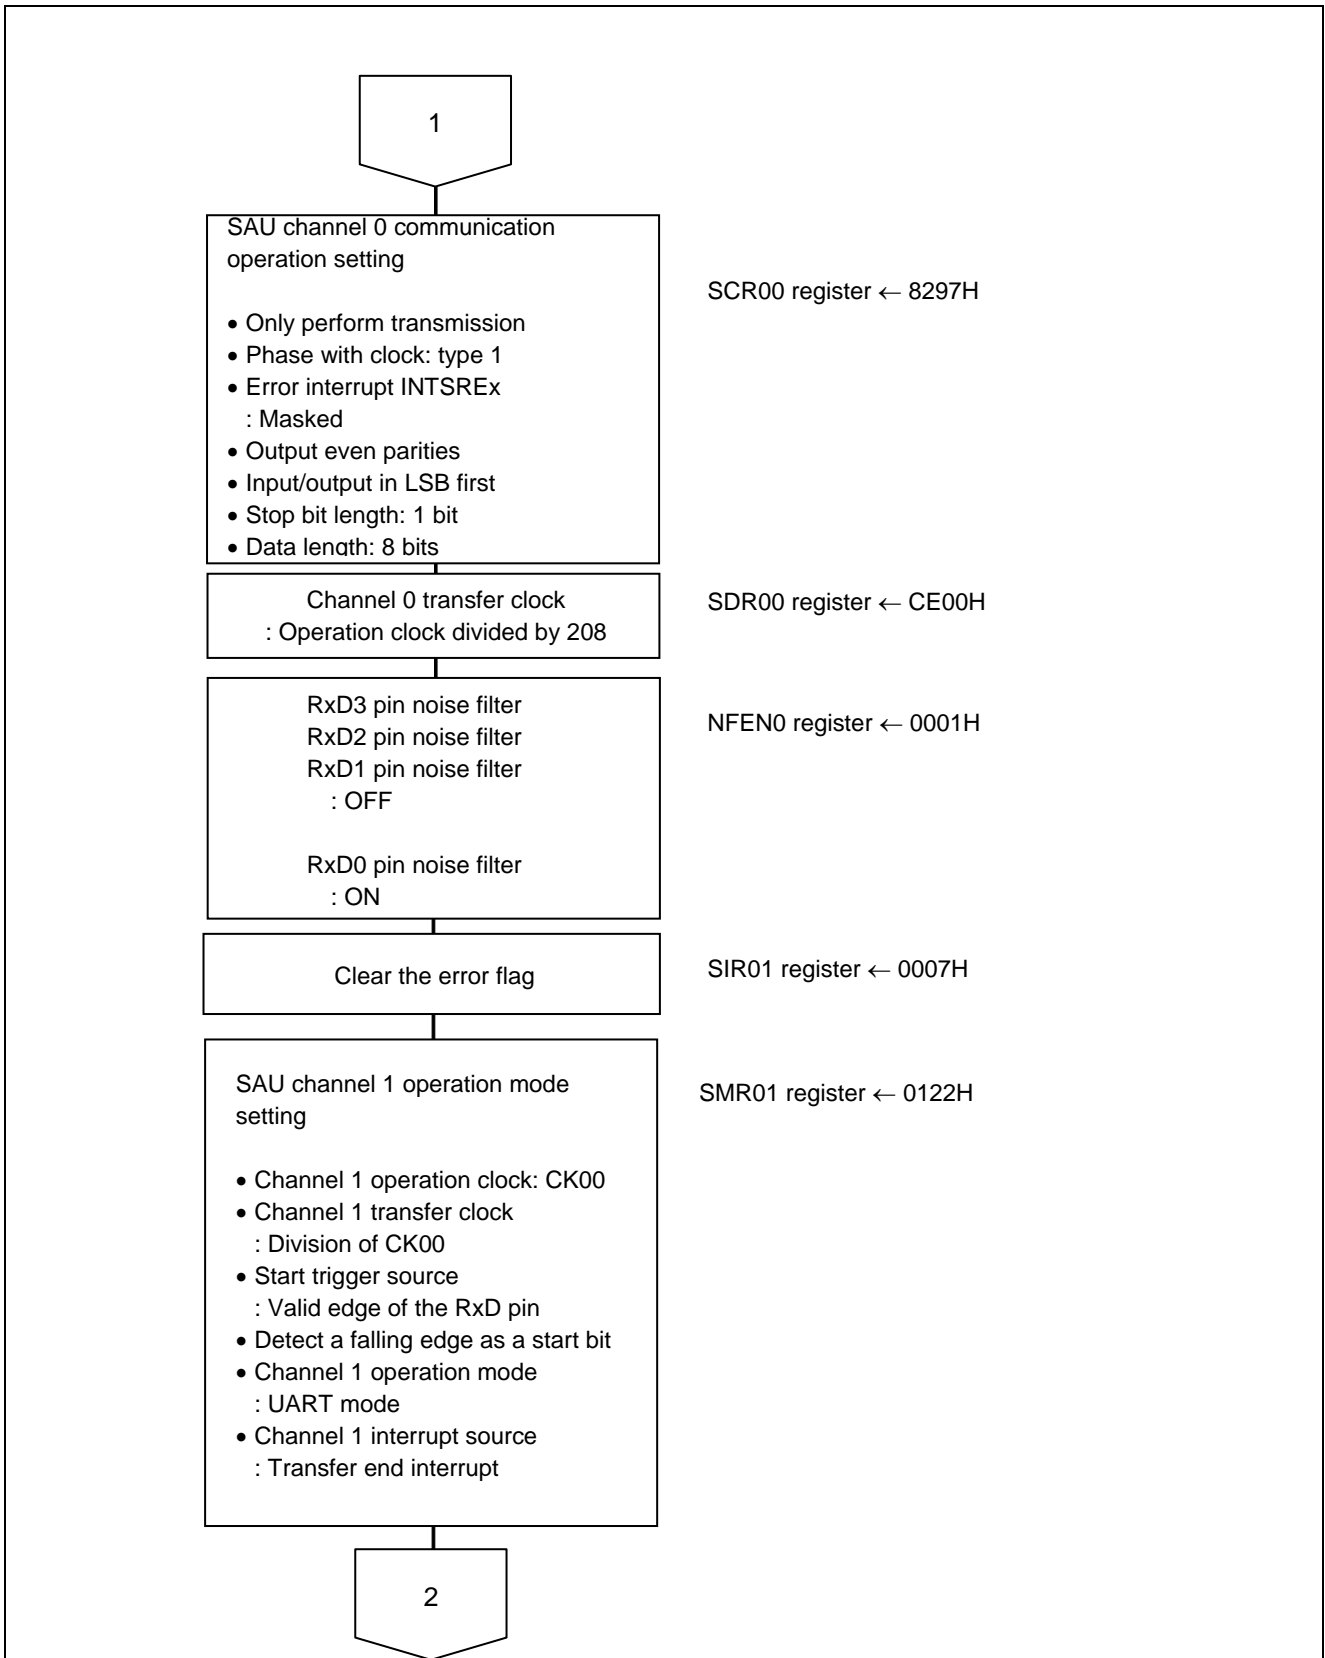 1
SAU channel 0 communication
operation setting
• Only perform transmission
• Phase with clock: type 1
• Error interrupt INTSREx
: Masked
• Output even parities
• Input/output in LSB first
• Stop bit length: 1 bit
• Data length: 8 bits
SCR00 register ← 8297H
Channel 0 transfer clock
: Operation clock divided by 208
SDR00 register ← CE00H
RxD3 pin noise filter
RxD2 pin noise filter
RxD1 pin noise filter
: OFF
RxD0 pin noise filter
: ON
NFEN0 register ← 0001H
Clear the error flag
SIR01 register ← 0007H
SAU channel 1 operation mode
setting
• Channel 1 operation clock: CK00
• Channel 1 transfer clock
: Division of CK00
• Start trigger source
: Valid edge of the RxD pin
• Detect a falling edge as a start bit
• Channel 1 operation mode
: UART mode
• Channel 1 interrupt source
: Transfer end interrupt
SMR01 register ← 0122H
2